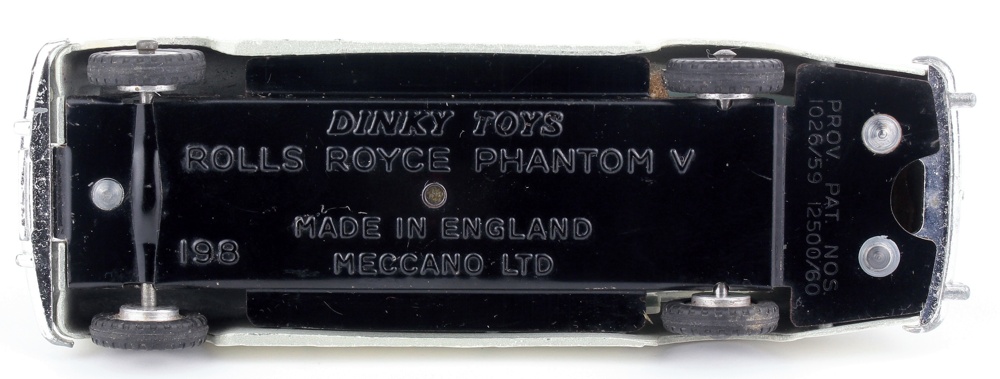 DINKY TOYS
ROLLS ROYCE PHANTOM V
MADE IN ENGLAND
198
MECCANO LTD
PROV. PAT. NOS
1026/59 12500/60